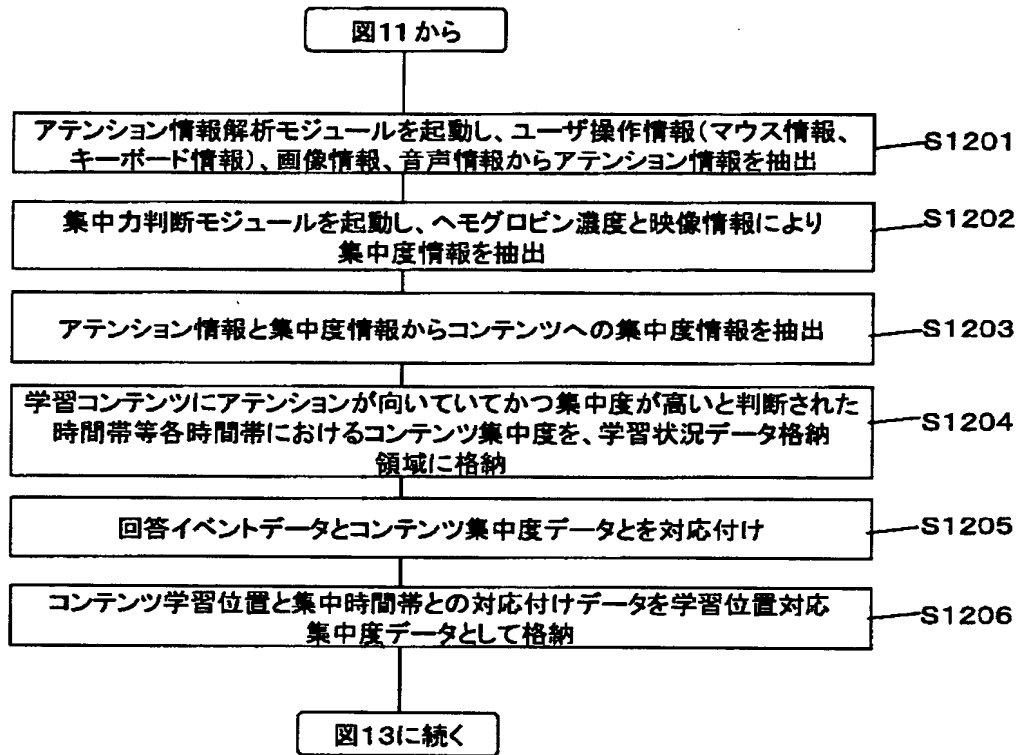 図11から
アテンション情報解析モジュールを起動し、ユーザ操作情報(マウス情報、
キーボード情報)、画像情報、音声情報からアテンション情報を抽出
S1201
集中力判断モジュールを起動し、ヘモグロビン濃度と映像情報により
集中度情報を抽出
S1202
アテンション情報と集中度情報からコンテンツへの集中度情報を抽出
S1203
学習コンテンツにアテンションが向いていてかつ集中度が高いと判断された
時間帯等各時間帯におけるコンテンツ集中度を、学習状況データ格納
領域に格納
S1204
回答イベントデータとコンテンツ集中度データとを対応付け
S1205
コンテンツ学習位置と集中時間帯との対応付けデータを学習位置対応
集中度データとして格納
S1206
図13に続く